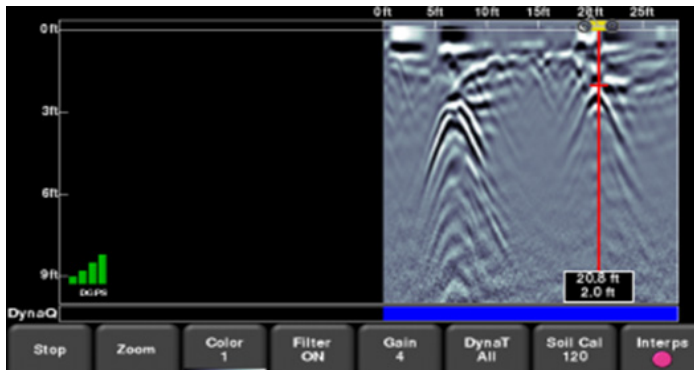 0ft 5ft 10ft 15ft 20ft 25ft
0ft
3ft
6ft
9ft
DGPS
20.8 ft
2.0 ft
DynaQ
Stop Zoom Color 1 Filter ON Gain 4 DynaT All Soil Cal 120 Interps